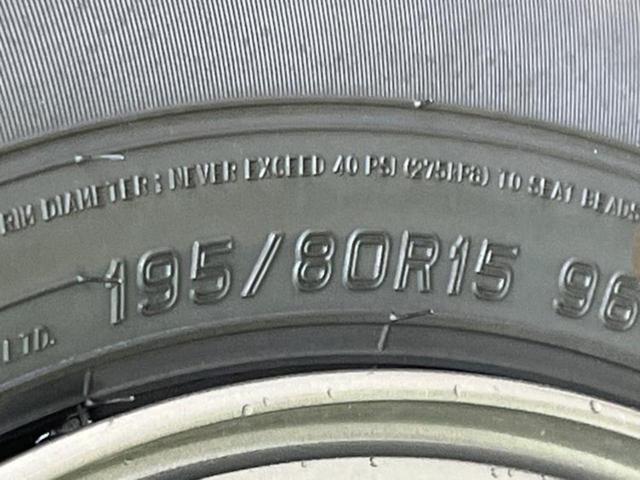 RIM DIAMETER : NEVER EXCEED 40 PSI (275KPa) TO SEAT BEADS
195/80R15 96
LTD.